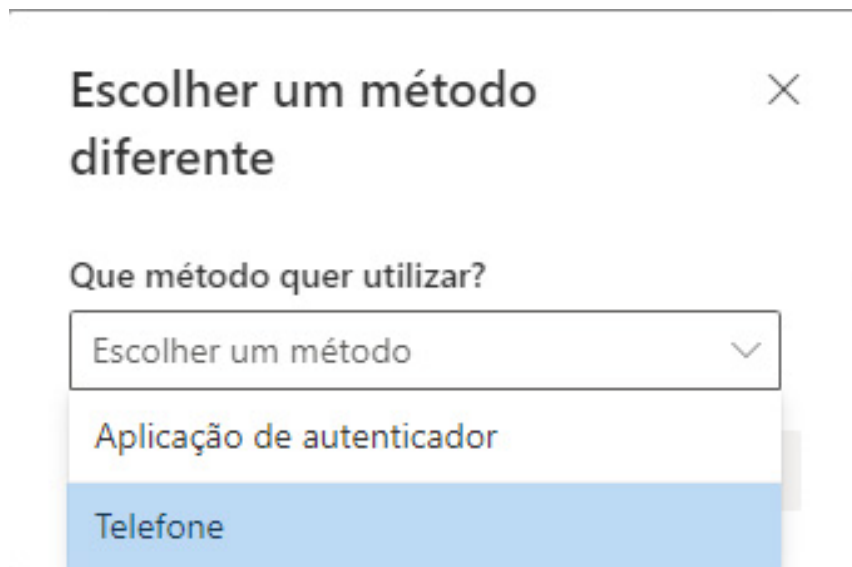 Escolher um método
diferente
Que método quer utilizar?
Escolher um método
Aplicação de autenticador
Telefone